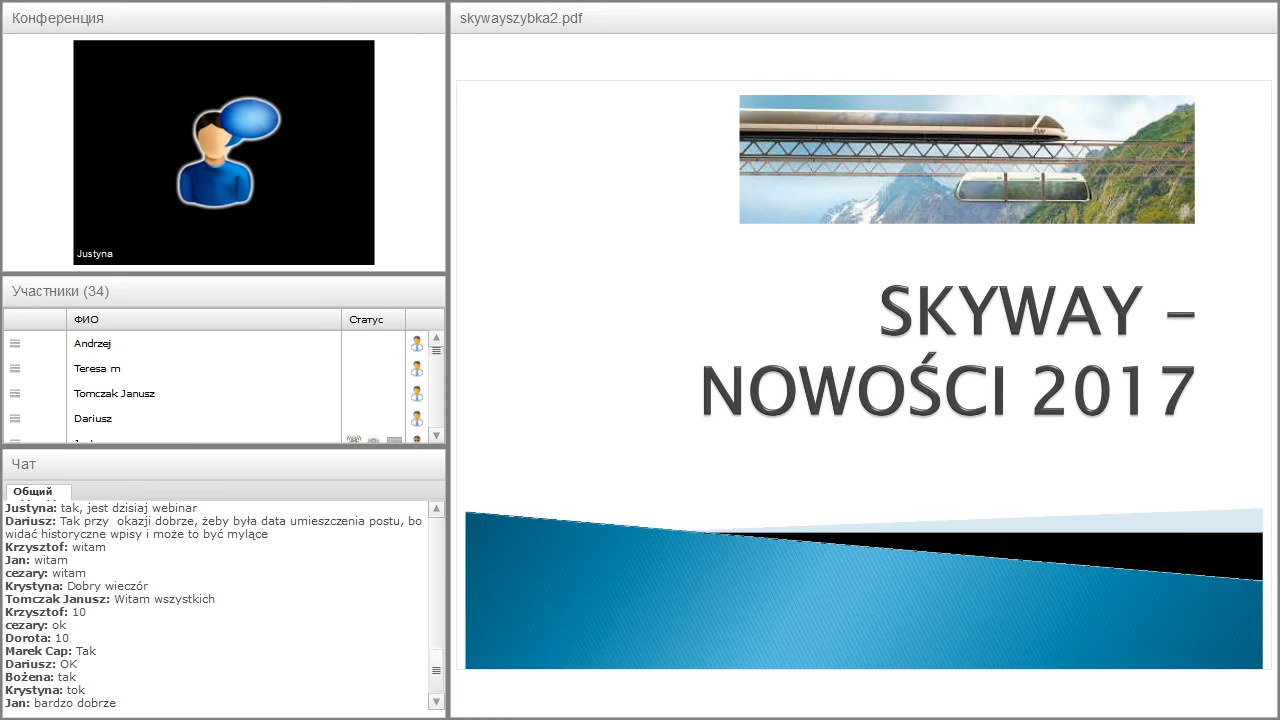 Конференция
Justyna
Участники (34)
ФИО Статус
Andrzej
Teresa m
Tomczak Janusz
Dariusz
Чат
Общий
Justyna: tak, jest dzisiaj webinar
Dariusz: Tak przy okazji dobrze, żeby była data umieszczenia postu, bo
widać historyczne wpisy i może to być mylące
Krzysztof: witam
Jan: witam
cezary: witam
Krystyna: Dobry wieczór
Tomczak Janusz: Witam wszystkich
Krzysztof: 10
cezary: ok
Dorota: 10
Marek Cap: Tak
Dariusz: OK
Bożena: tak
Krystyna: tok
Jan: bardzo dobrze
skywayszybka2.pdf
SKYWAY –
NOWOŚCI 2017